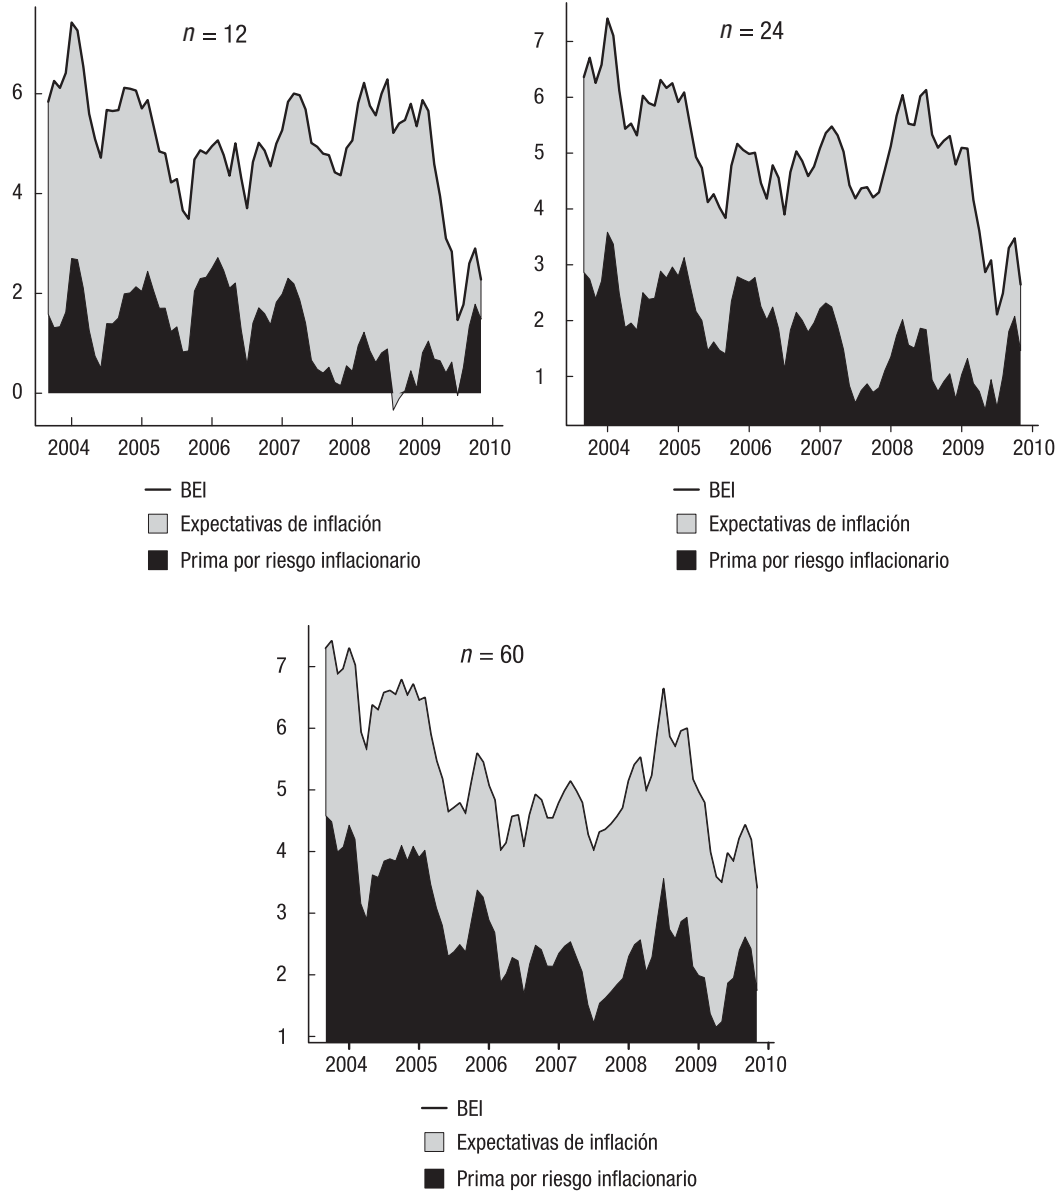 n = 12
6
4
2
0
2004 2005 2006 2007 2008 2009 2010
BEI
Expectativas de inflación
Prima por riesgo inflacionario
n = 24
7
6
5
4
3
2
1
2004 2005 2006 2007 2008 2009 2010
BEI
Expectativas de inflación
Prima por riesgo inflacionario
n = 60
7
6
5
4
3
2
1
2004 2005 2006 2007 2008 2009 2010
BEI
Expectativas de inflación
Prima por riesgo inflacionario